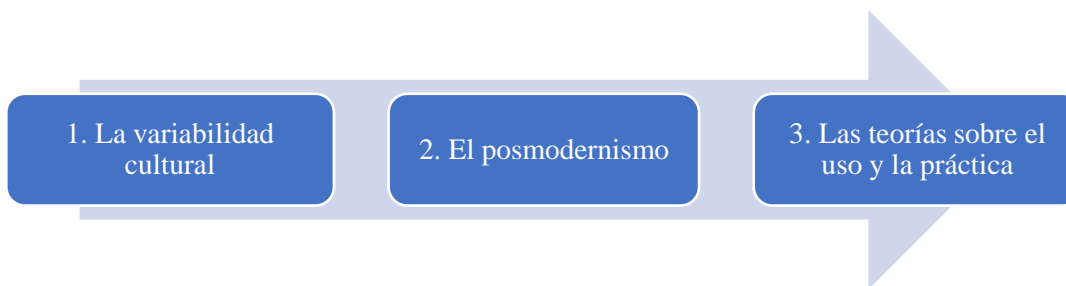 1. La variabilidad
cultural
2. El posmodernismo
3. Las teorías sobre el
uso y la práctica